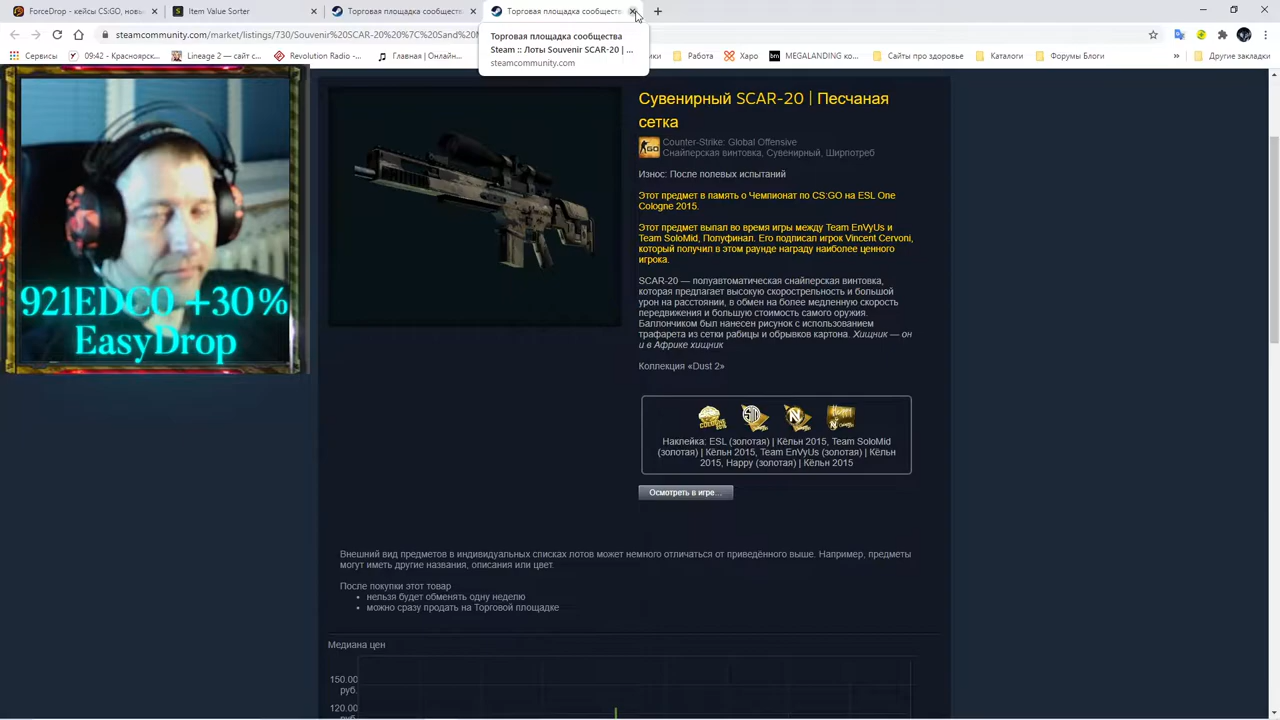 ForceDrop - кейсы CS:GO, новы
Item Value Sorter
Торговая площадка сообществ
Торговая площадка сообществ
steamcommunity.com/market/listings/730/Souvenir%20SCAR-20%20%7C%20Sand%20M
Сервисы
09:42 - Красноярск...
Revolution Radio - ...
Lineage 2 — сайт с...
Главная | Онлайн...
Работа
Харо
MEGALANDING ко...
Сайты про здоровье
Каталоги
Форумы Блоги
»
Другие закладки
Торговая площадка сообщества
Steam :: Лоты Souvenir SCAR-20 | ...
steamcommunity.com
921EDCO +30%
EasyDrop
Сувенирный SCAR-20 | Песчаная
сетка
Counter-Strike: Global Offensive
Снайперская винтовка, Сувенирный, Ширпотреб
Износ: После полевых испытаний
Этот предмет в память о Чемпионат по CS:GO на ESL One
Cologne 2015.
Этот предмет выпал во время игры между Team EnVyUs и
Team SoloMid, Полуфинал. Его подписал игрок Vincent Cervoni,
который получил в этом раунде награду наиболее ценного
игрока.
SCAR-20 — полуавтоматическая снайперская винтовка,
которая предлагает высокую скорострельность и большой
урон на расстоянии, в обмен на более медленную скорость
передвижения и большую стоимость самого оружия.
Баллончиком был нанесен рисунок с использованием
трафарета из сетки рабицы и обрывков картона. Хищник — он
и в Африке хищник
Коллекция «Dust 2»
Наклейка: ESL (золотая) | Кёльн 2015, Team SoloMid
(золотая) | Кёльн 2015, Team EnVyUs (золотая) | Кёльн
2015, Happy (золотая) | Кёльн 2015
Осмотреть в игре...
Внешний вид предметов в индивидуальных списках лотов может немного отличаться от приведённого выше. Например, предметы
могут иметь другие названия, описания или цвет.
После покупки этот товар
• нельзя будет обменять одну неделю
• можно сразу продать на Торговой площадке
Медиана цен
150.00
руб.
120.00